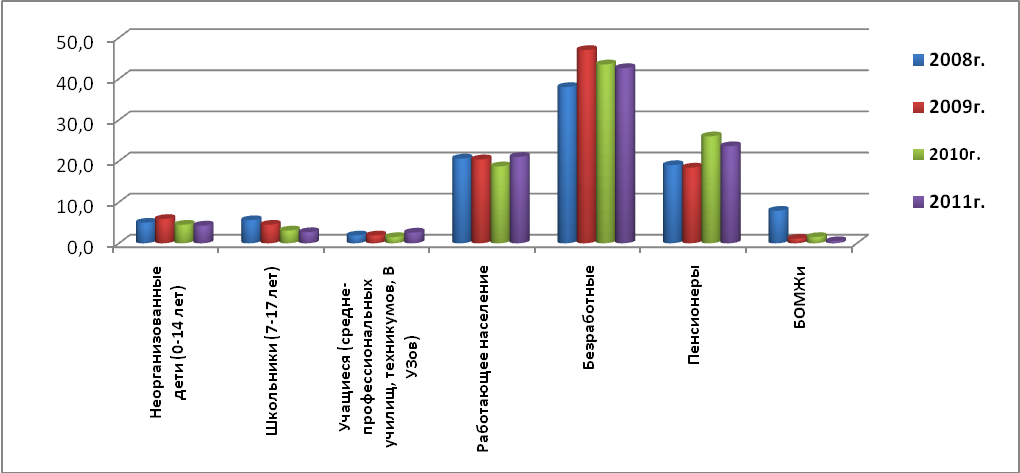 50,0
40,0
30,0
20,0
10,0
0,0
Неорганизованные
дети (0-14 лет)
Школьники (7-17 лет)
Учащиеся (средне-
профессиональных
училищ, техникумов, В
УЗов)
Работающее население
Безработные
Пенсионеры
БОМЖи
2008г.
2009г.
2010г.
2011г.